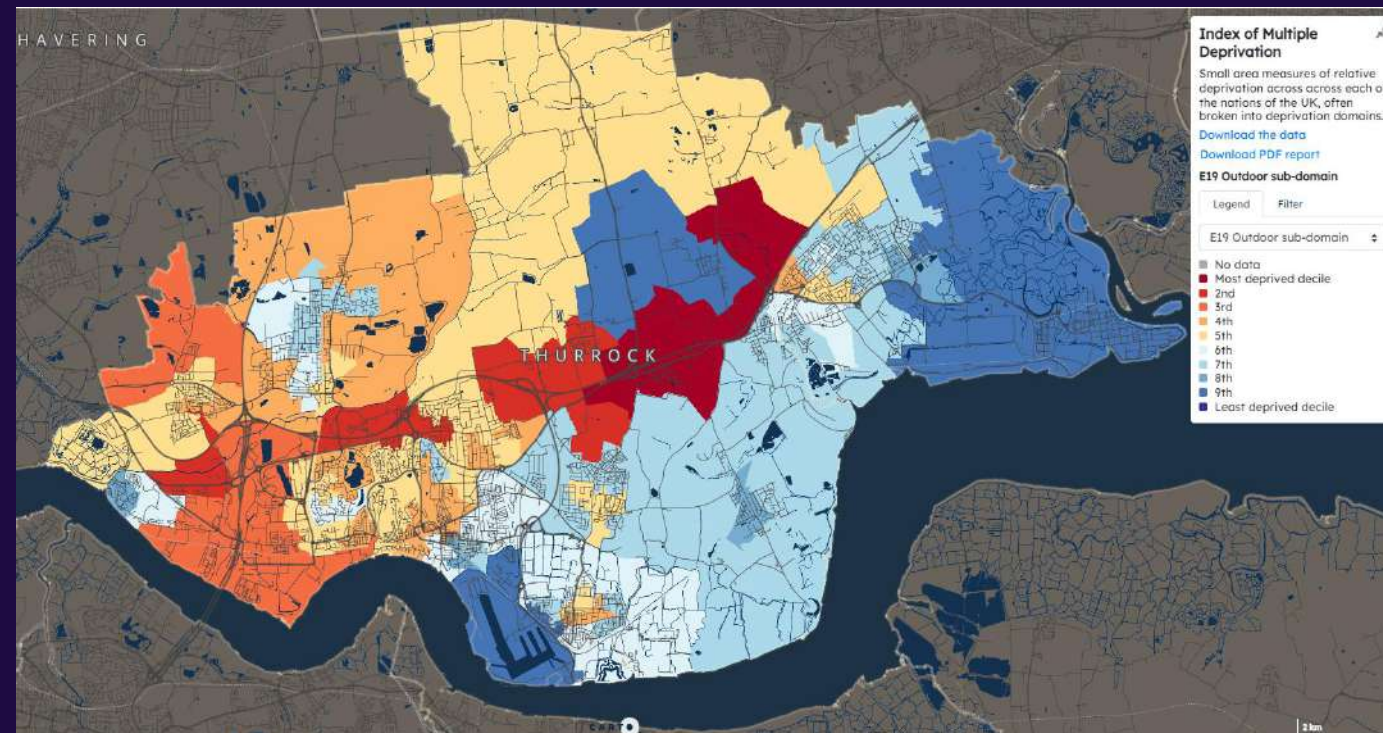 HAVERING
THURROCK
Index of Multiple
Deprivation
Small area measures of relative
deprivation across across each o
the nations of the UK, often
broken into deprivation domains.
Download the data
Download PDF report
E19 Outdoor sub-domain
Legend Filter
E19 Outdoor sub-domain
No data
Most deprived decile
2nd
3rd
4th
5th
6th
7th
8th
9th
Least deprived decile
CARTO
2 km